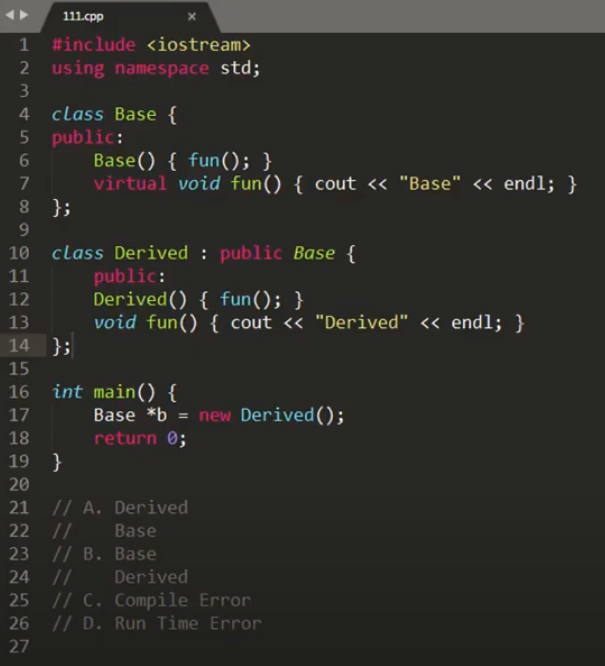 111.cpp ×
1 #include <iostream>
2 using namespace std;
3
4 class Base {
5 public:
6     Base() { fun(); }
7     virtual void fun() { cout << "Base" << endl; }
8 };
9
10 class Derived : public Base {
11     public:
12     Derived() { fun(); }
13     void fun() { cout << "Derived" << endl; }
14 };
15
16 int main() {
17     Base *b = new Derived();
18     return 0;
19 }
20
21 // A. Derived
22 //    Base
23 // B. Base
24 //    Derived
25 // C. Compile Error
26 // D. Run Time Error
27